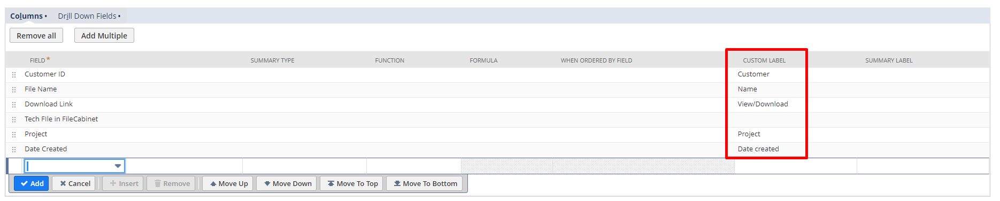 Columns • Drill Down Fields •
Remove all Add Multiple
FIELD * SUMMARY TYPE FUNCTION FORMULA WHEN ORDERED BY FIELD CUSTOM LABEL SUMMARY LABEL
Customer ID Customer
File Name Name
Download Link View/Download
Tech FIle in FileCabinet
Project Project
Date Created Date created
Add Cancel Insert Remove Move Up Move Down Move To Top Move To Bottom